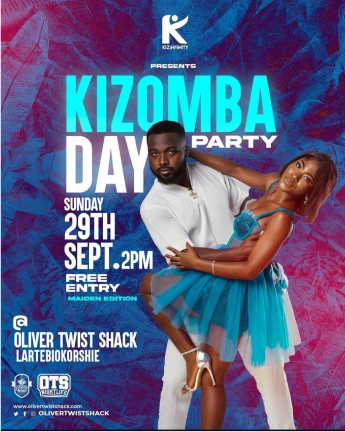 K
KIZINFINITY
PRESENTS
KIZOMBA
DAY PARTY
SUNDAY
29TH
SEPT.2PM
FREE
ENTRY
MAIDEN EDITION
@
OLIVER TWIST SHACK
LARTEBIOKORSHIE
OTS
NIGHTLIFE
www.olivertwistshack.com
OLIVERTWISTSHACK